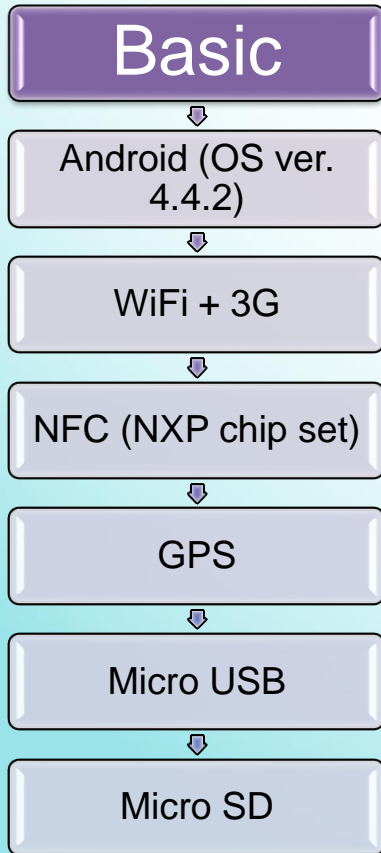 Basic
Android (OS ver.
4.4.2)
WiFi + 3G
NFC (NXP chip set)
GPS
Micro USB
Micro SD